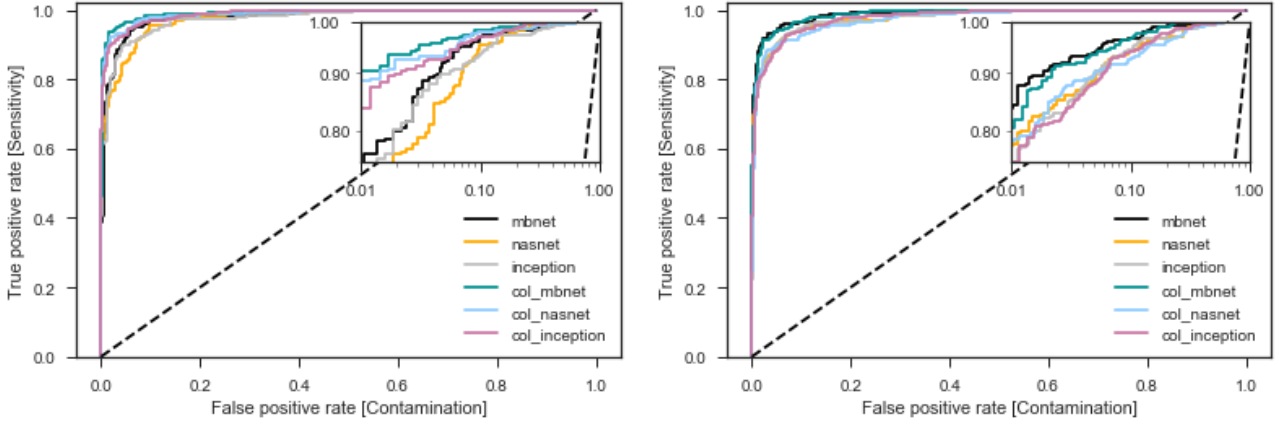 1.0
0.8
0.6
0.4
0.2
0.0
True positive rate [Sensitivity]
1.00
0.90
0.80
0.01
0.10
1.00
mbnet
nasnet
inception
col_mbnet
col_nasnet
col_inception
0.0
0.2
0.4
0.6
0.8
1.0
False positive rate [Contamination]
1.0
0.8
0.6
0.4
0.2
0.0
True positive rate [Sensitivity]
1.00
0.90
0.80
0.01
0.10
1.00
mbnet
nasnet
inception
col_mbnet
col_nasnet
col_inception
0.0
0.2
0.4
0.6
0.8
1.0
False positive rate [Contamination]